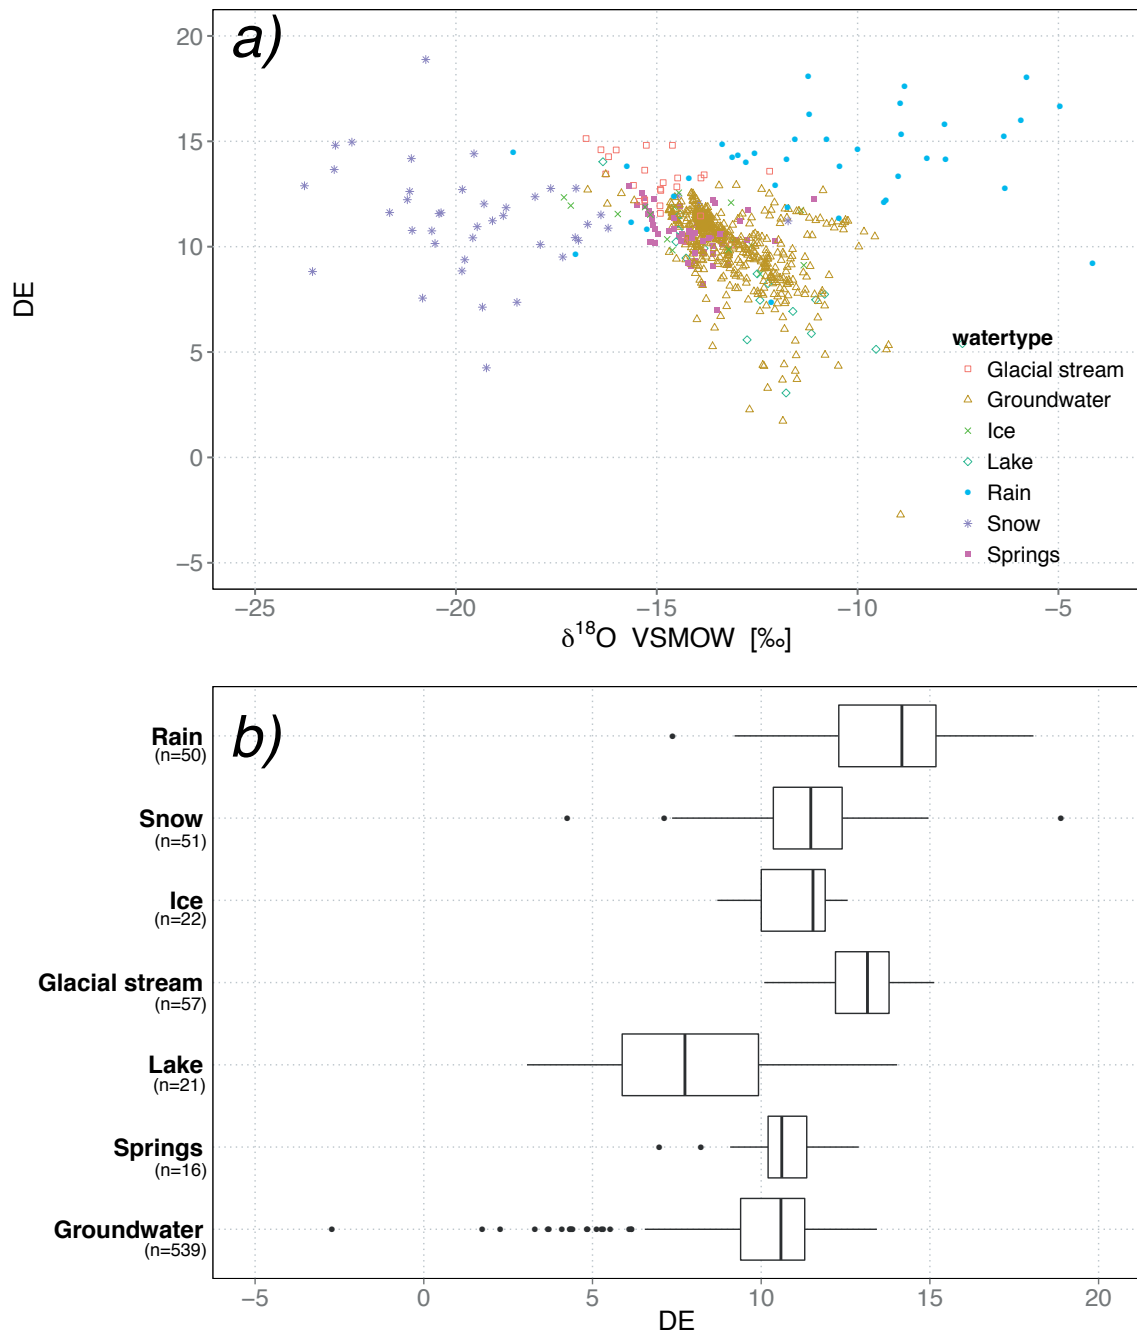 a)
20
15
10
5
0
−5
DE
watertype
Glacial stream
Groundwater
Ice
Lake
Rain
Snow
Springs
−25 −20 −15 −10 −5
δ18O VSMOW [‰]
b)
Rain
(n=50)
Snow
(n=51)
Ice
(n=22)
Glacial stream
(n=57)
Lake
(n=21)
Springs
(n=16)
Groundwater
(n=539)
−5 0 5 10 15 20
DE